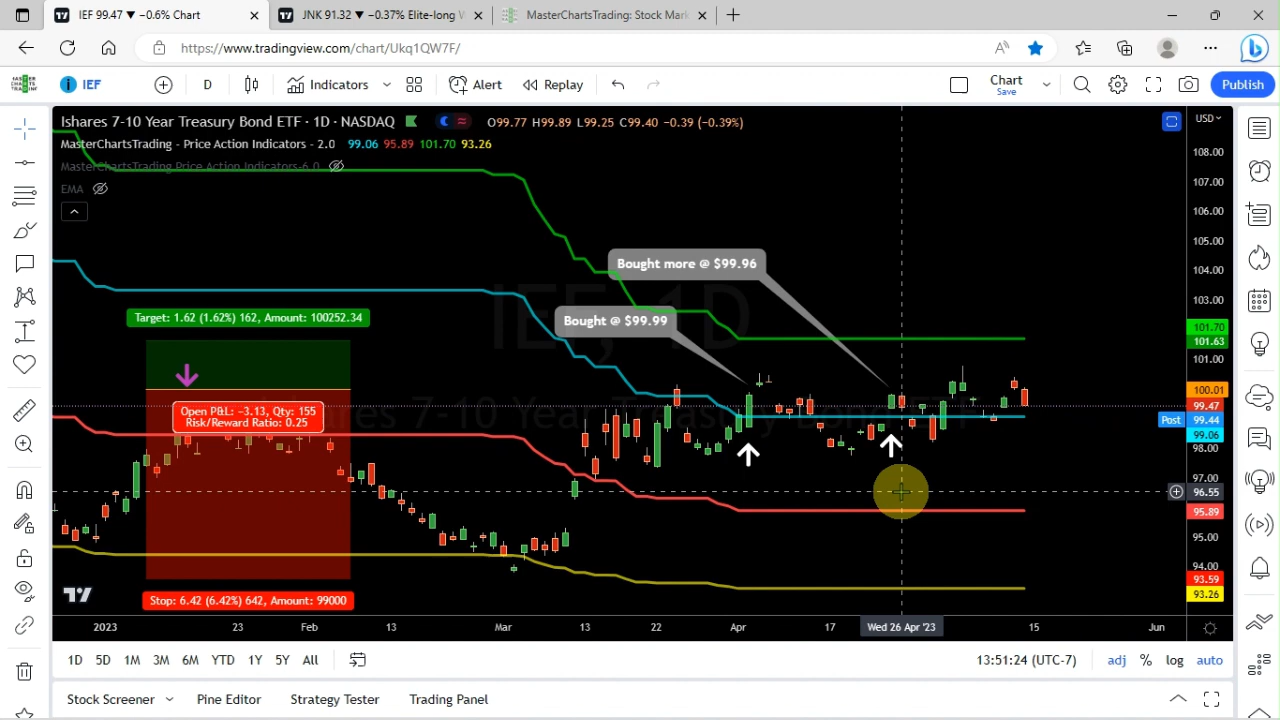 IEF 99.47 ▼ −0.6% Chart
JNK 91.32 ▼ −0.37% Elite-long
MasterChartsTrading: Stock Mark
https://www.tradingview.com/chart/Ukq1QW7F/
IEF
D
Indicators
Alert
Replay
Chart
Save
Publish
Ishares 7-10 Year Treasury Bond ETF · 1D · NASDAQ O99.77 H99.89 L99.25 C99.40 −0.39 (−0.39%)
USD
MasterChartsTrading - Price Action Indicators - 2.0 99.06 95.89 101.70 93.26
MasterChartsTrading Price Action Indicators-6.0
EMA
108.00
107.00
106.00
105.00
104.00
103.00
101.70
101.63
101.00
100.01
99.47
Post 99.44
99.06
98.00
97.00
96.55
95.89
95.00
94.00
93.59
93.26
Bought more @ $99.96
Bought @ $99.99
Target: 1.62 (1.62%) 162, Amount: 100252.34
Open P&L: −3.13, Qty: 155
Risk/Reward Ratio: 0.25
Stop: 6.42 (6.42%) 642, Amount: 99000
IEF, 1D
Ishares 7-10 Year Treasury Bond ETF
2023 23 Feb 13 Mar 13 22 Apr 17 Wed 26 Apr '23 15 Jun
1D 5D 1M 3M 6M YTD 1Y 5Y All
13:51:24 (UTC-7) adj % log auto
Stock Screener Pine Editor Strategy Tester Trading Panel